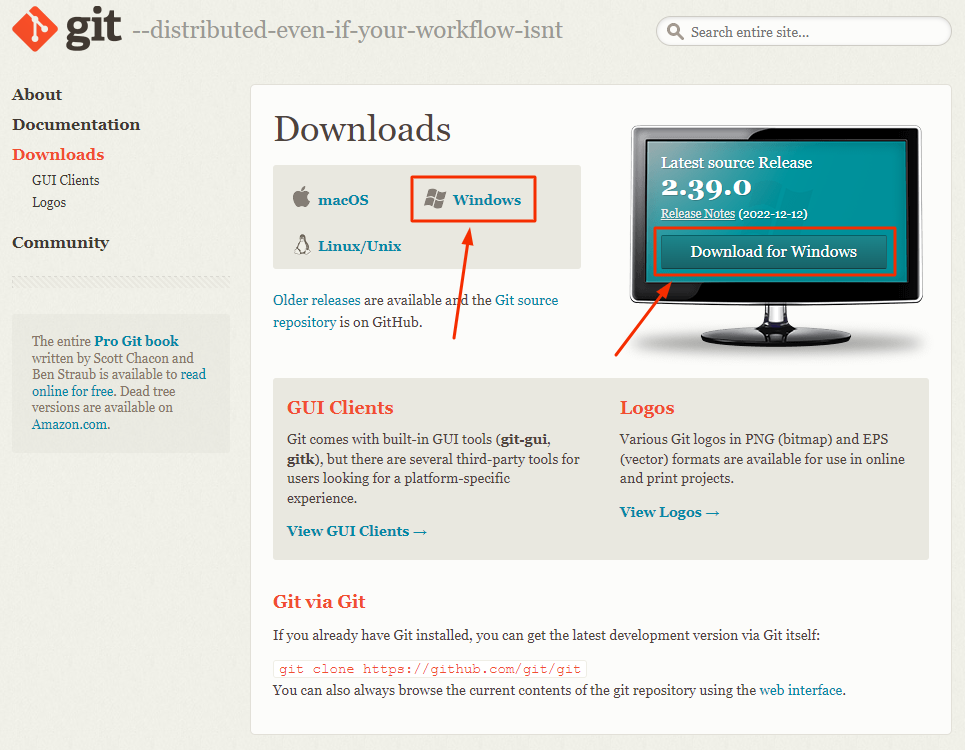 git --distributed-even-if-your-workflow-isnt
Search entire site...
About
Documentation
Downloads
GUI Clients
Logos
Community
The entire Pro Git book
written by Scott Chacon and
Ben Straub is available to read
online for free. Dead tree
versions are available on
Amazon.com.
Downloads
macOS
Windows
Linux/Unix
Older releases are available and the Git source
repository is on GitHub.
Latest source Release
2.39.0
Release Notes (2022-12-12)
Download for Windows
GUI Clients
Git comes with built-in GUI tools (git-gui,
gitk), but there are several third-party tools for
users looking for a platform-specific
experience.
View GUI Clients →
Logos
Various Git logos in PNG (bitmap) and EPS
(vector) formats are available for use in online
and print projects.
View Logos →
Git via Git
If you already have Git installed, you can get the latest development version via Git itself:
git clone https://github.com/git/git
You can also always browse the current contents of the git repository using the web interface.